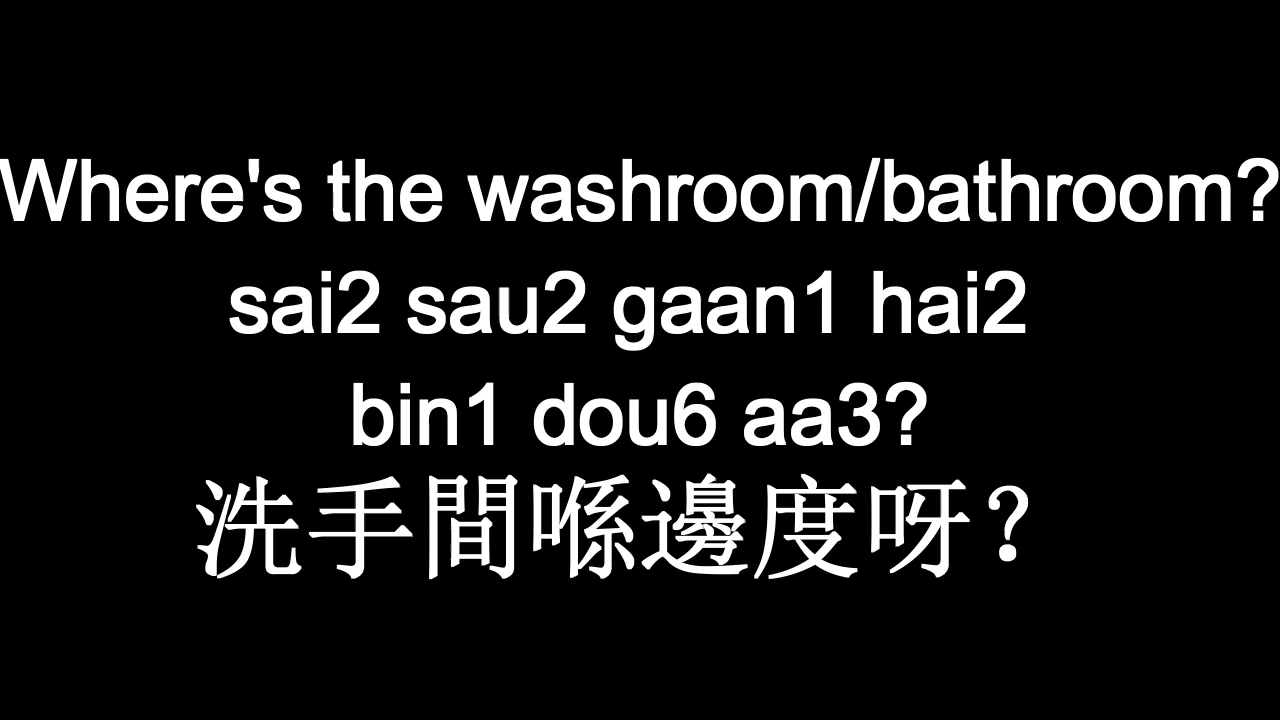 Where's the washroom/bathroom?
sai2 sau2 gaan1 hai2
bin1 dou6 aa3?
洗手間喺邊度呀？